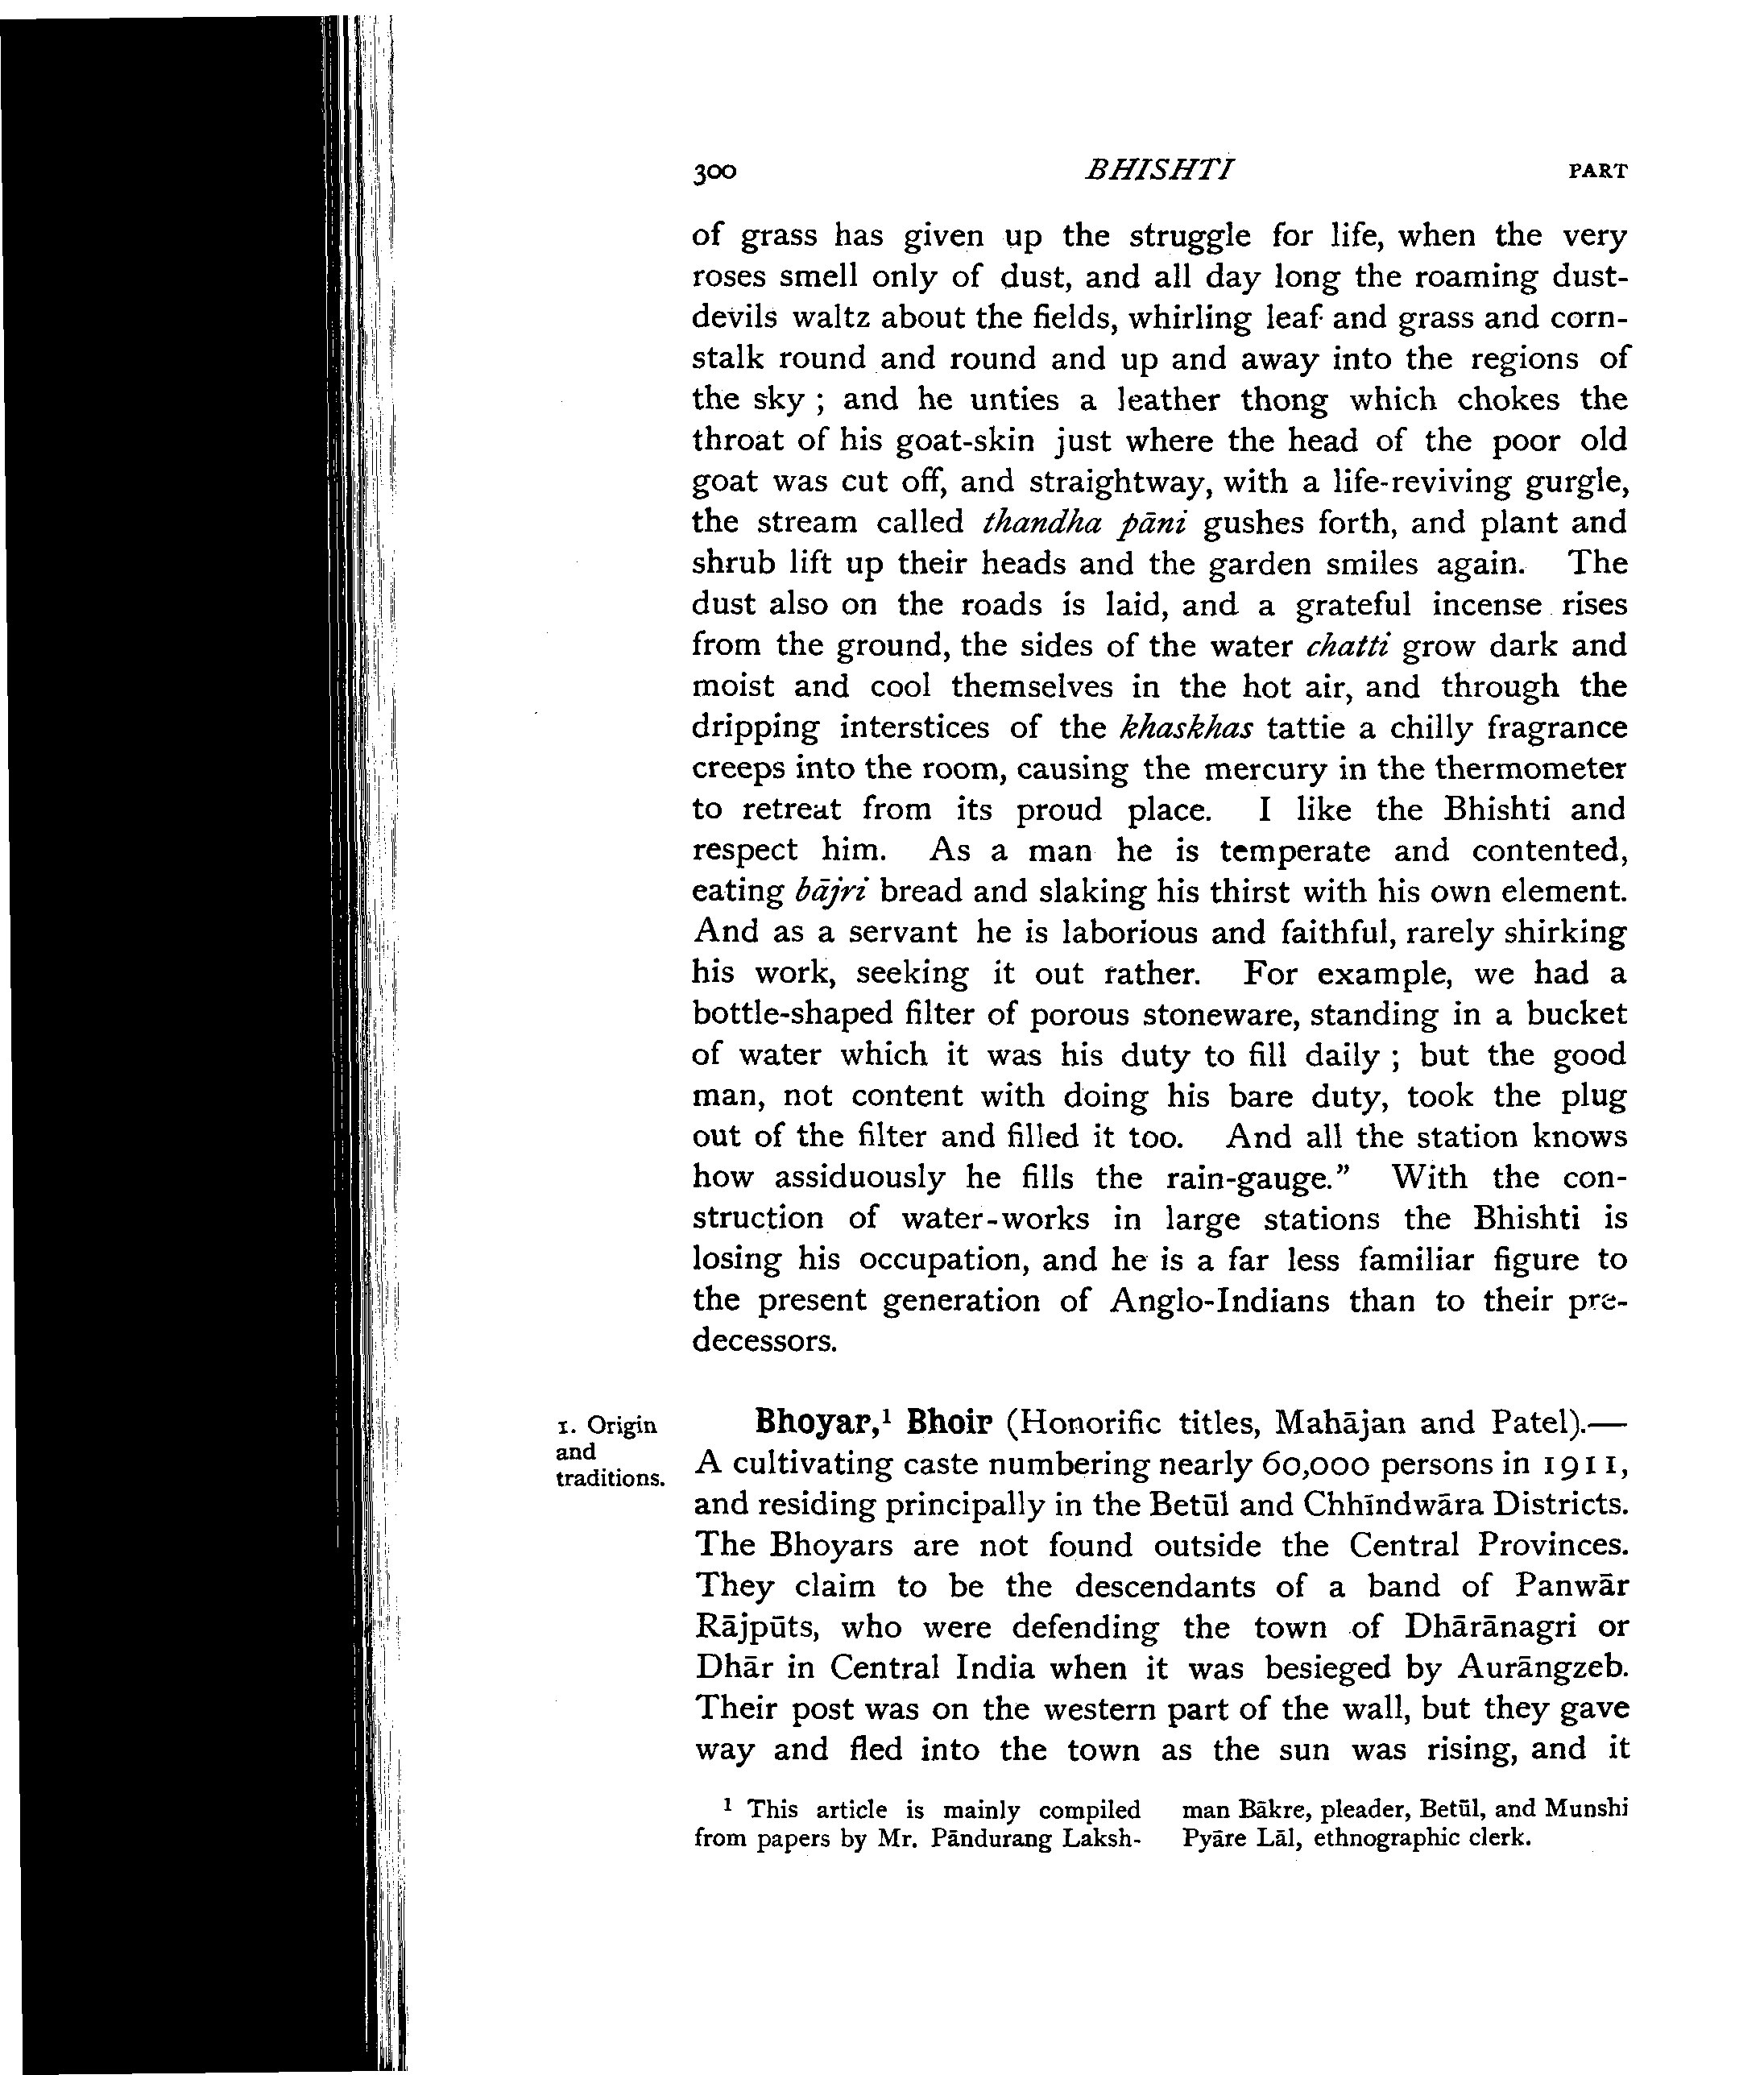 300 BHISHTI PART
of grass has given up the struggle for life, when the very
roses smell only of dust, and all day long the roaming dust-
devils waltz about the fields, whirling leaf and grass and corn-
stalk round and round and up and away into the regions of
the sky ; and he unties a leather thong which chokes the
throat of his goat-skin just where the head of the poor old
goat was cut off, and straightway, with a life-reviving gurgle,
the stream called thandha pāni gushes forth, and plant and
shrub lift up their heads and the garden smiles again. The
dust also on the roads is laid, and a grateful incense rises
from the ground, the sides of the water chatti grow dark and
moist and cool themselves in the hot air, and through the
dripping interstices of the khaskhas tattie a chilly fragrance
creeps into the room, causing the mercury in the thermometer
to retreat from its proud place. I like the Bhishti and
respect him. As a man he is temperate and contented,
eating bājri bread and slaking his thirst with his own element.
And as a servant he is laborious and faithful, rarely shirking
his work, seeking it out rather. For example, we had a
bottle-shaped filter of porous stoneware, standing in a bucket
of water which it was his duty to fill daily ; but the good
man, not content with doing his bare duty, took the plug
out of the filter and filled it too. And all the station knows
how assiduously he fills the rain-gauge.” With the con-
struction of water-works in large stations the Bhishti is
losing his occupation, and he is a far less familiar figure to
the present generation of Anglo-Indians than to their pre-
decessors.
1. Origin
and
traditions.
Bhoyar,¹ Bhoir (Honorific titles, Mahājan and Patel).—
A cultivating caste numbering nearly 60,000 persons in 1911,
and residing principally in the Betūl and Chhīndwāra Districts.
The Bhoyars are not found outside the Central Provinces.
They claim to be the descendants of a band of Panwār
Rājpūts, who were defending the town of Dhārānagri or
Dhār in Central India when it was besieged by Aurāngzeb.
Their post was on the western part of the wall, but they gave
way and fled into the town as the sun was rising, and it
¹ This article is mainly compiled
from papers by Mr. Pāndurang Laksh-
man Bākre, pleader, Betūl, and Munshi
Pyāre Lāl, ethnographic clerk.